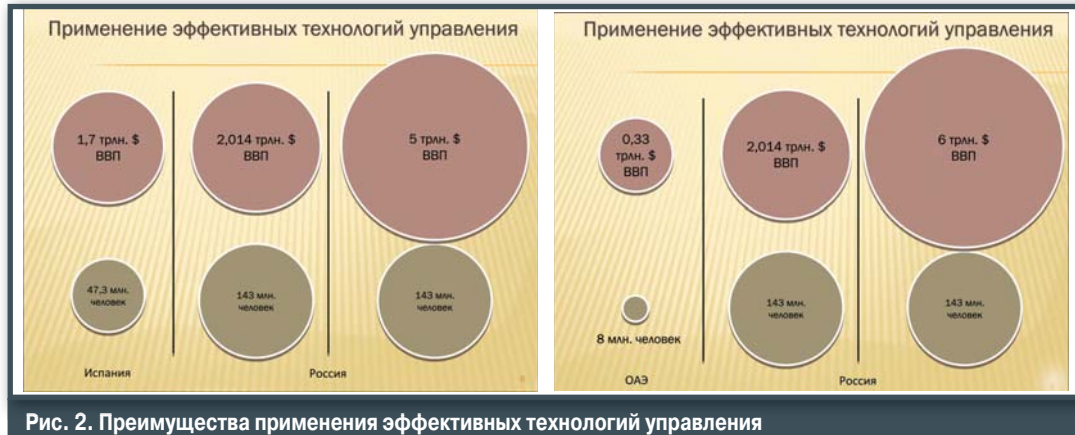 Применение эффективных технологий управления
1,7 трлн. $
ВВП
2,014 трлн. $
ВВП
5 трлн. $
ВВП
47,3 млн.
человек
143 млн.
человек
143 млн.
человек
Испания
Россия
Применение эффективных технологий управления
0,33
трлн. $
ВВП
2,014 трлн. $
ВВП
6 трлн. $
ВВП
8 млн. человек
143 млн.
человек
143 млн.
человек
ОАЭ
Россия
Рис. 2. Преимущества применения эффективных технологий управления